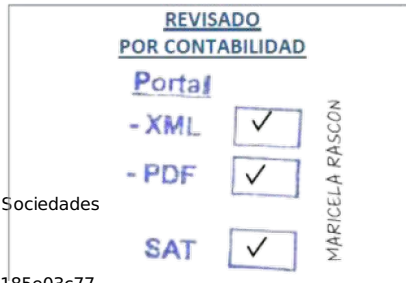 REVISADO
POR CONTABILIDAD
Portal
- XML ✓
- PDF ✓
Sociedades
SAT ✓
MARICELA RASCON